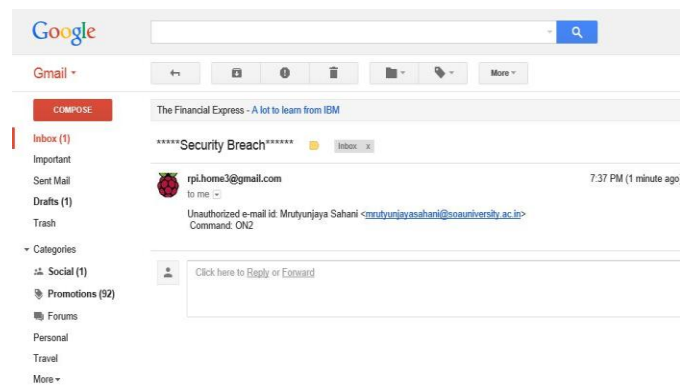 Google
Gmail
More
COMPOSE
The Financial Express - A lot to learn from IBM
Inbox (1)
*****Security Breach******
Inbox x
Important
Sent Mail
Drafts (1)
Trash
rpi.home3@gmail.com
7:37 PM (1 minute ago)
to me
Unauthorized e-mail id: Mrutyunjaya Sahani <mrutyunjayasahani@soauniversity.ac.in>
Command: ON2
Categories
Social (1)
Promotions (92)
Forums
Personal
Travel
More
Click here to Reply or Forward